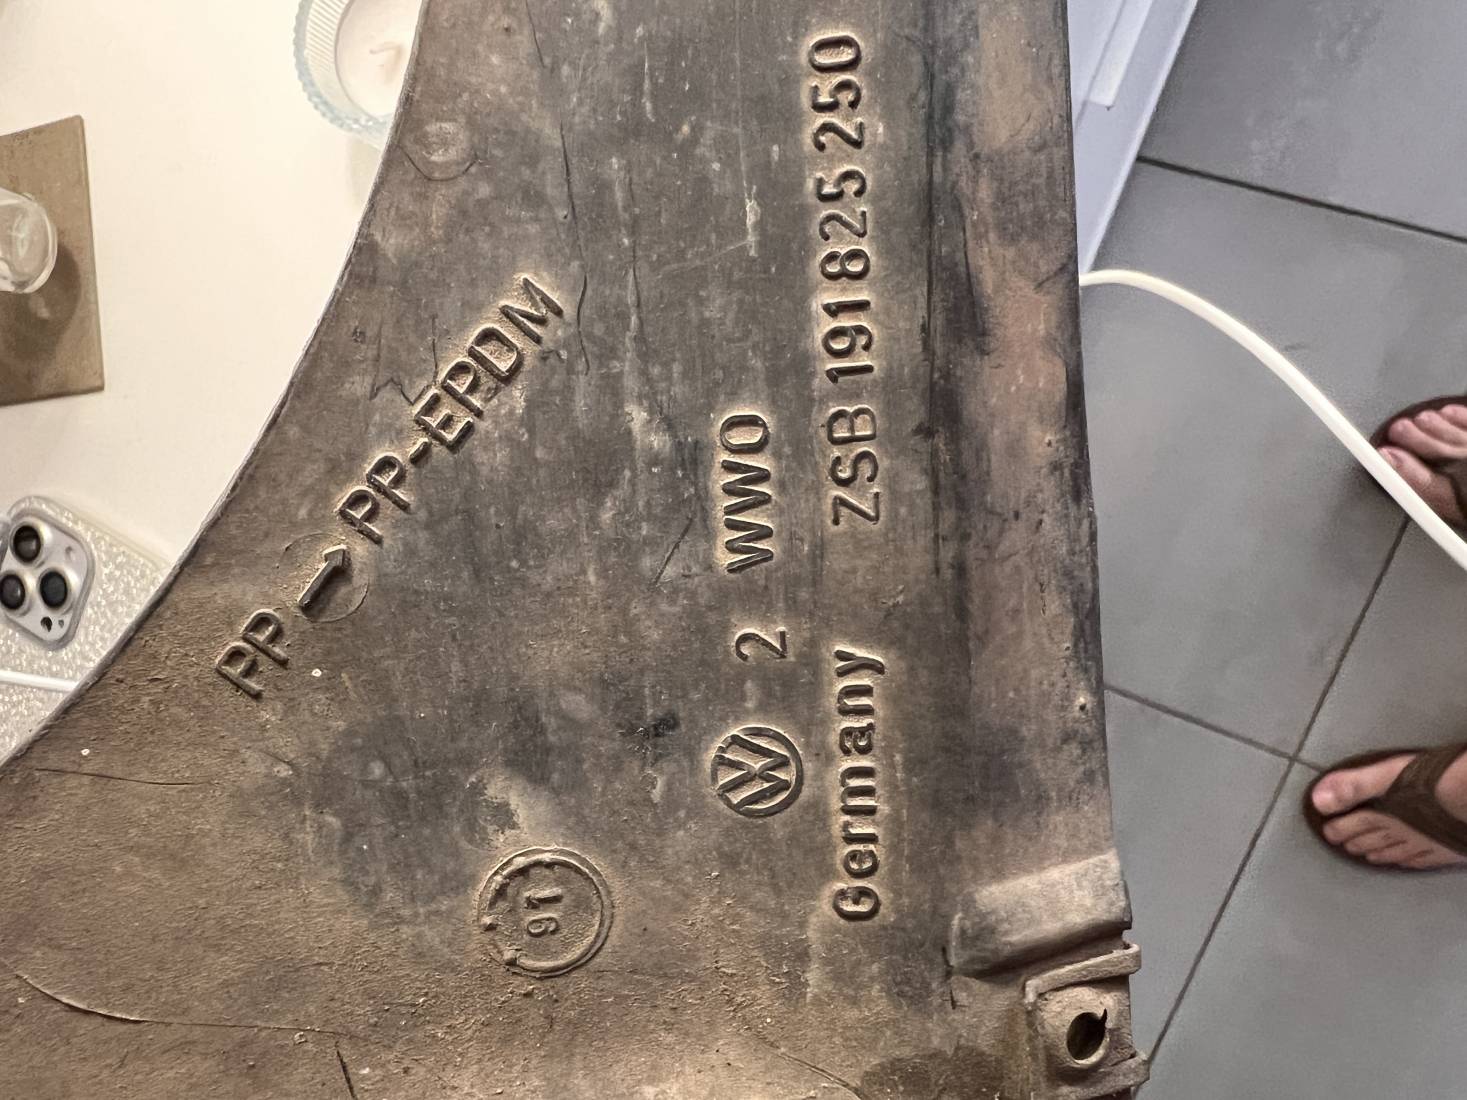 PP → PP-EPDM
2 WWO
Germany ZSB 191 825 250
91